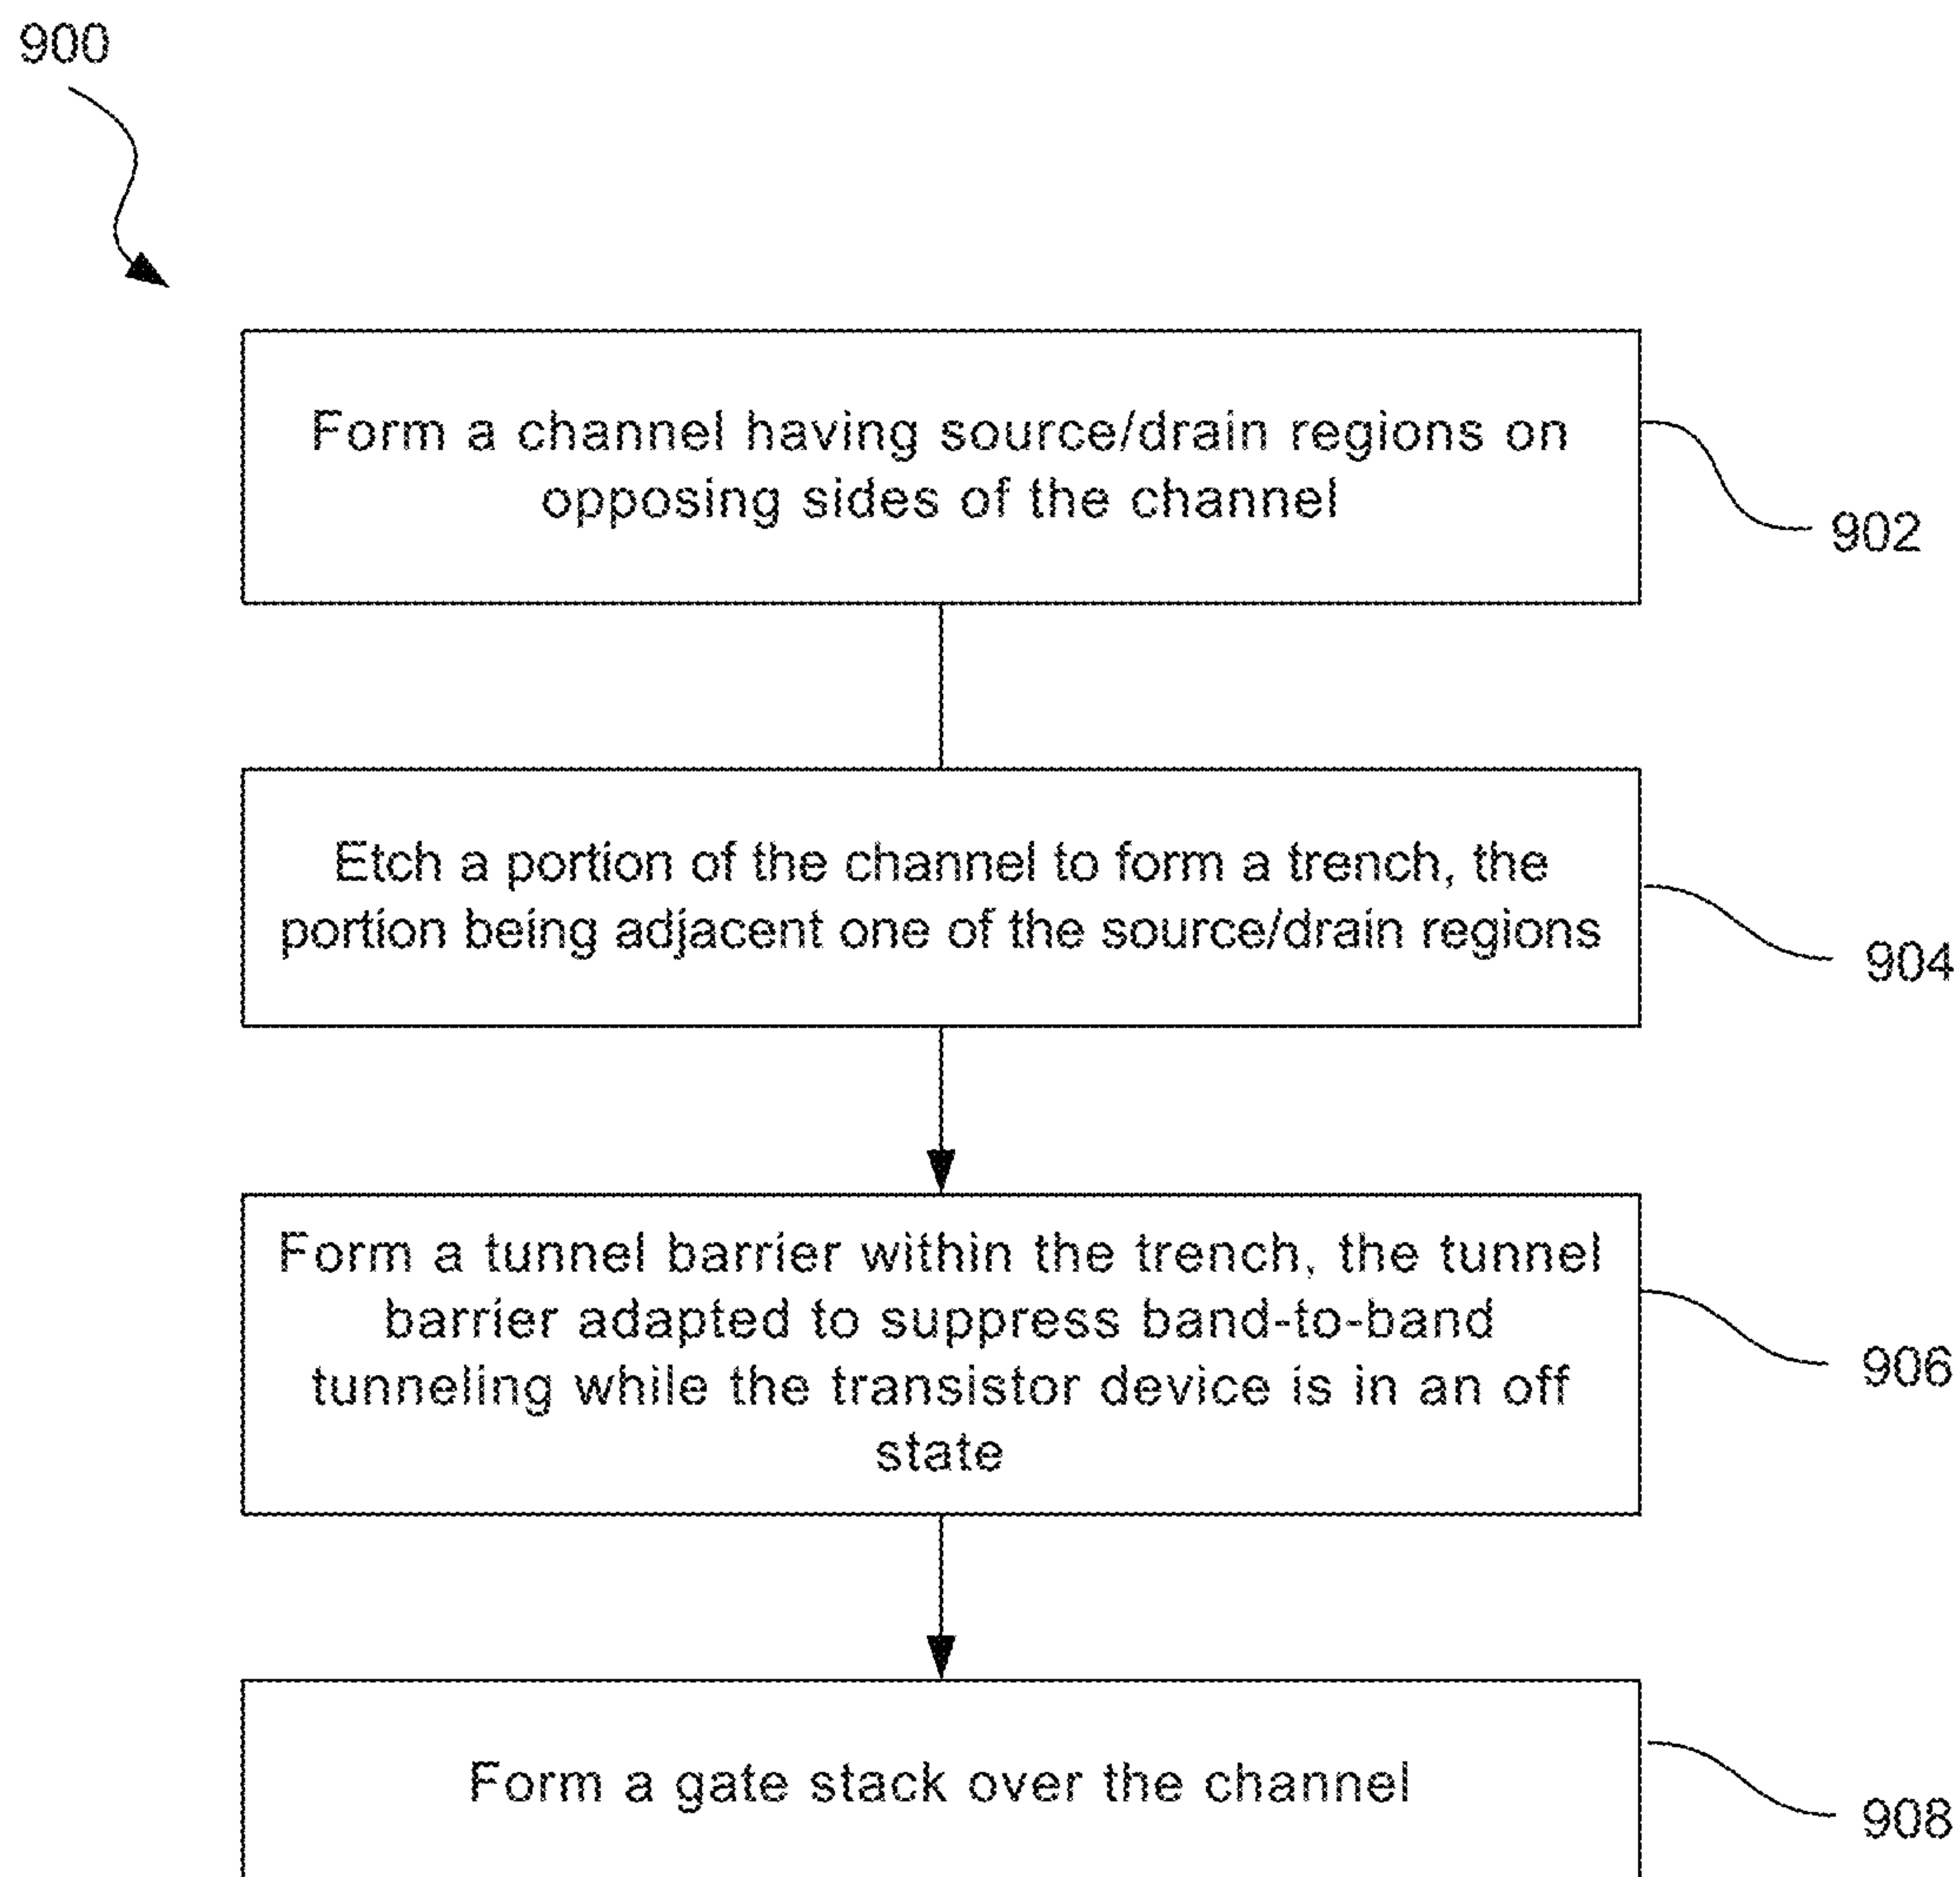 900
Form a channel having source/drain regions on
opposing sides of the channel
902
Etch a portion of the channel to form a trench, the
portion being adjacent one of the source/drain regions
904
Form a tunnel barrier within the trench, the tunnel
barrier adapted to suppress band-to-band
tunneling while the transistor device is in an off
state
906
Form a gate stack over the channel
908